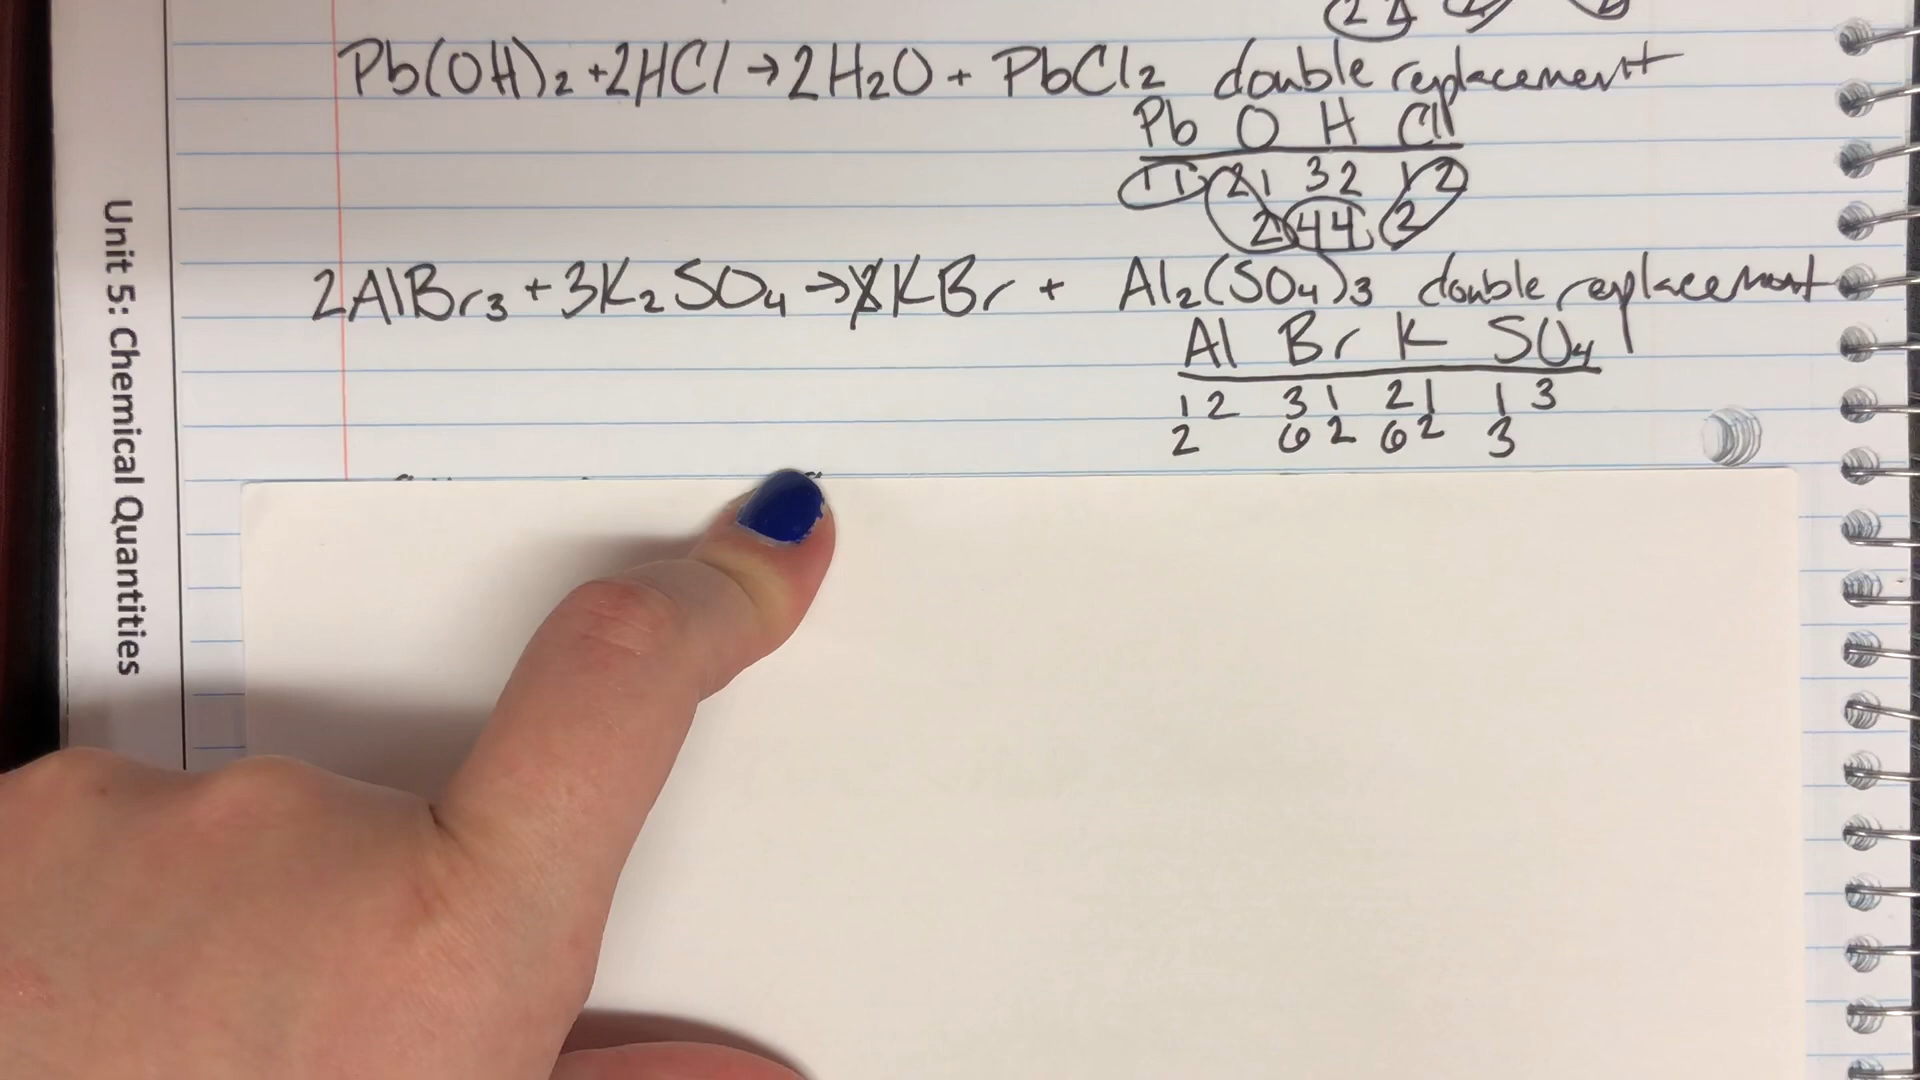 Pb(OH)₂ + 2HCl → 2H₂O + PbCl₂ double replacement
Pb O H Cl
1 1 2 1 3 2 1 2
2 4 4 2
2AlBr₃ + 3K₂SO₄ → KBr + Al₂(SO₄)₃ double replacement
Al Br K SO₄
1 2 3 1 2 1 1 3
2 6 2 6 2 3
Unit 5: Chemical Quantities